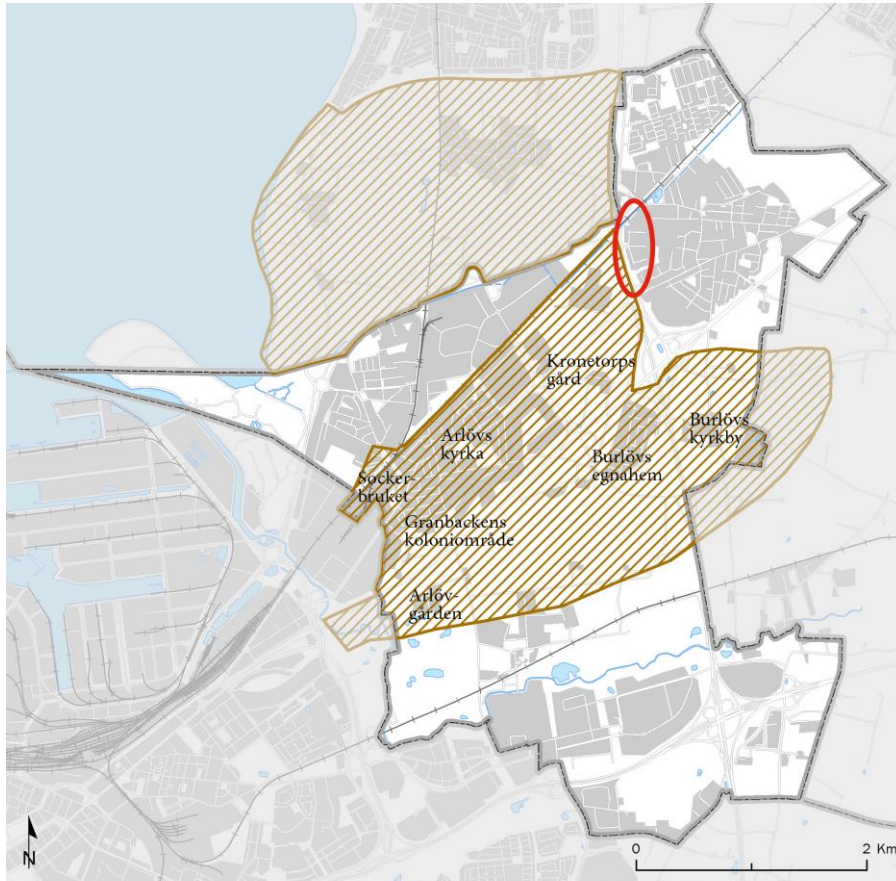 Kronetorps
gård
Arlövs
kyrka
Burlövs
kyrkby
Burlövs
egnahem
Socker-
bruket
Granbackens
koloniområde
Arlöv-
gården
N
0 2 Km